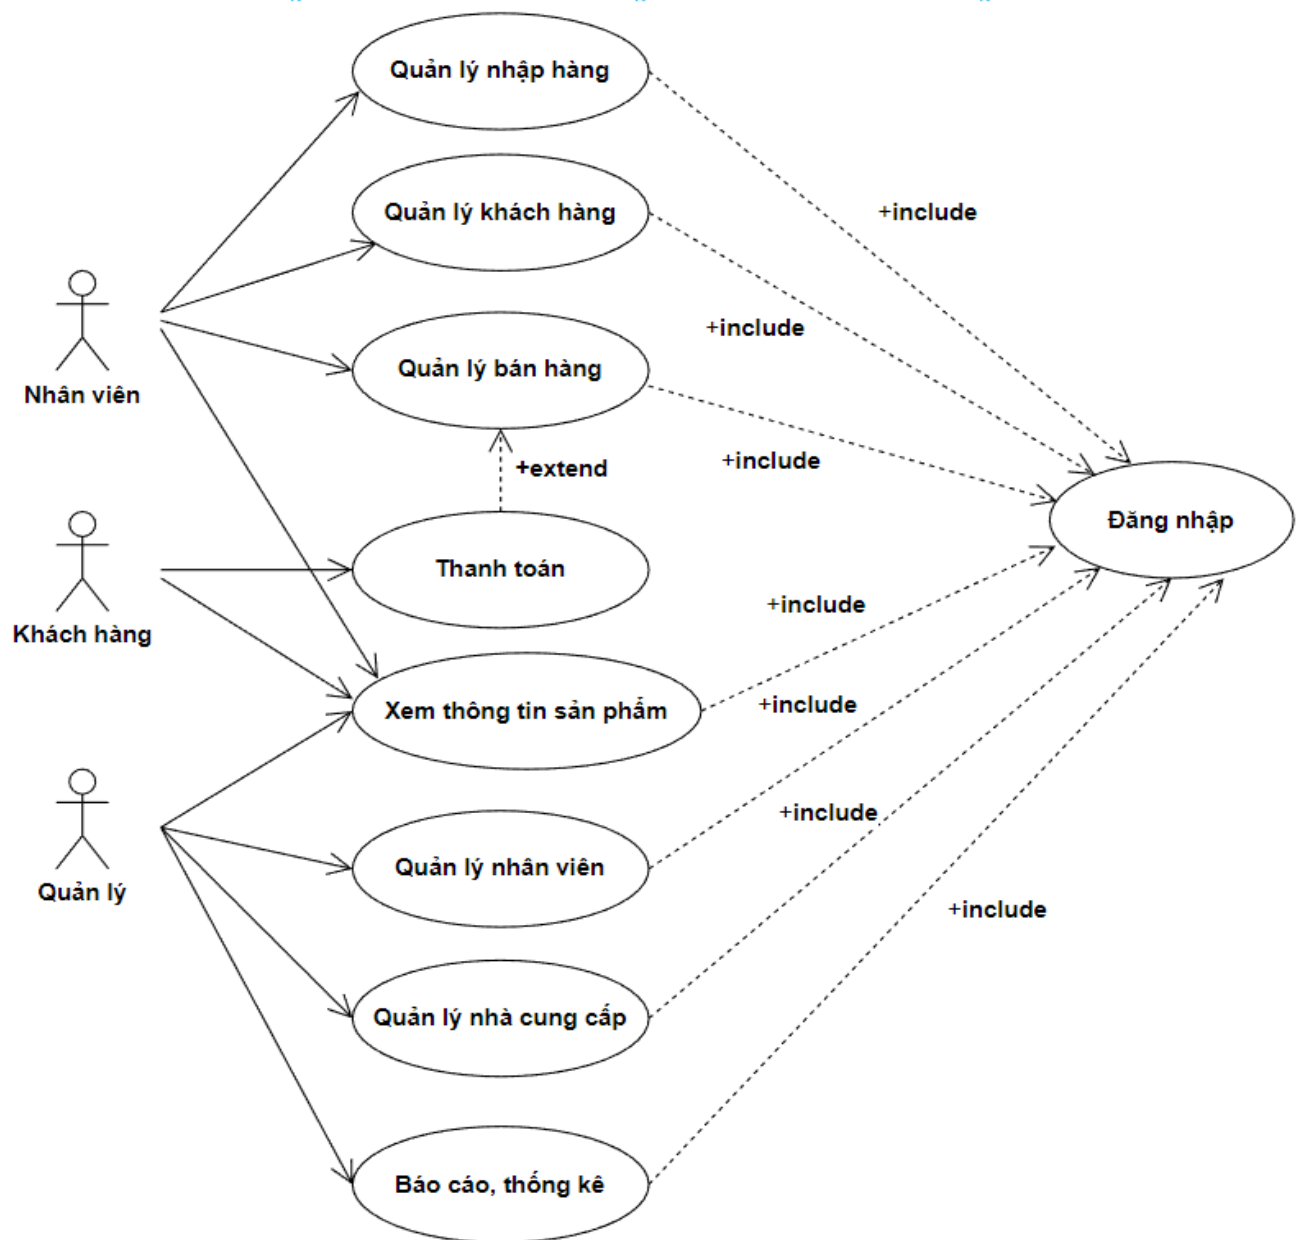 Quản lý nhập hàng
+include
Quản lý khách hàng
+include
Nhân viên
Quản lý bán hàng
+include
+extend
Đăng nhập
Thanh toán
+include
Khách hàng
Xem thông tin sản phẩm
+include
+include
Quản lý nhân viên
Quản lý
+include
Quản lý nhà cung cấp
Báo cáo, thống kê